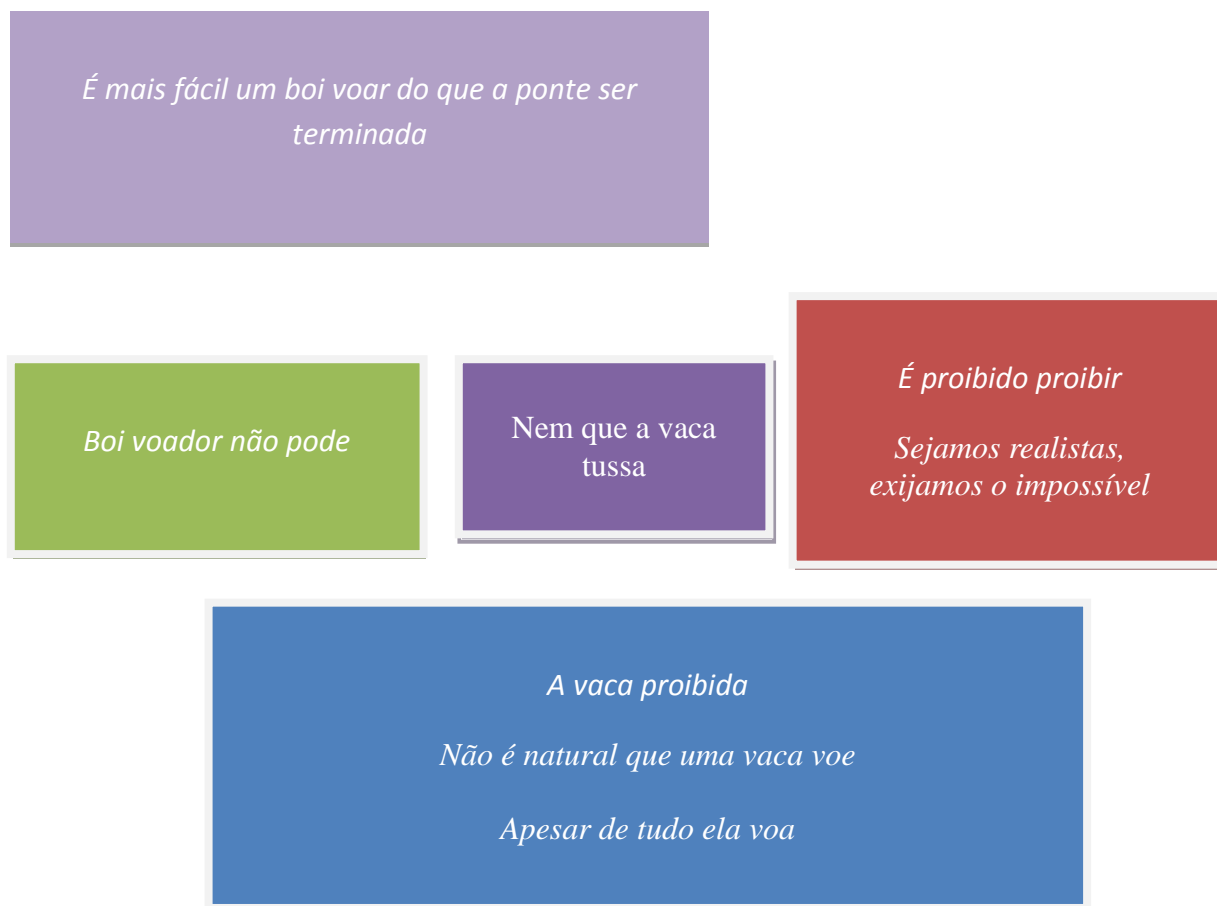 É mais fácil um boi voar do que a ponte ser
terminada
Boi voador não pode
Nem que a vaca
tussa
É proibido proibir
Sejamos realistas,
exijamos o impossível
A vaca proibida
Não é natural que uma vaca voe
Apesar de tudo ela voa